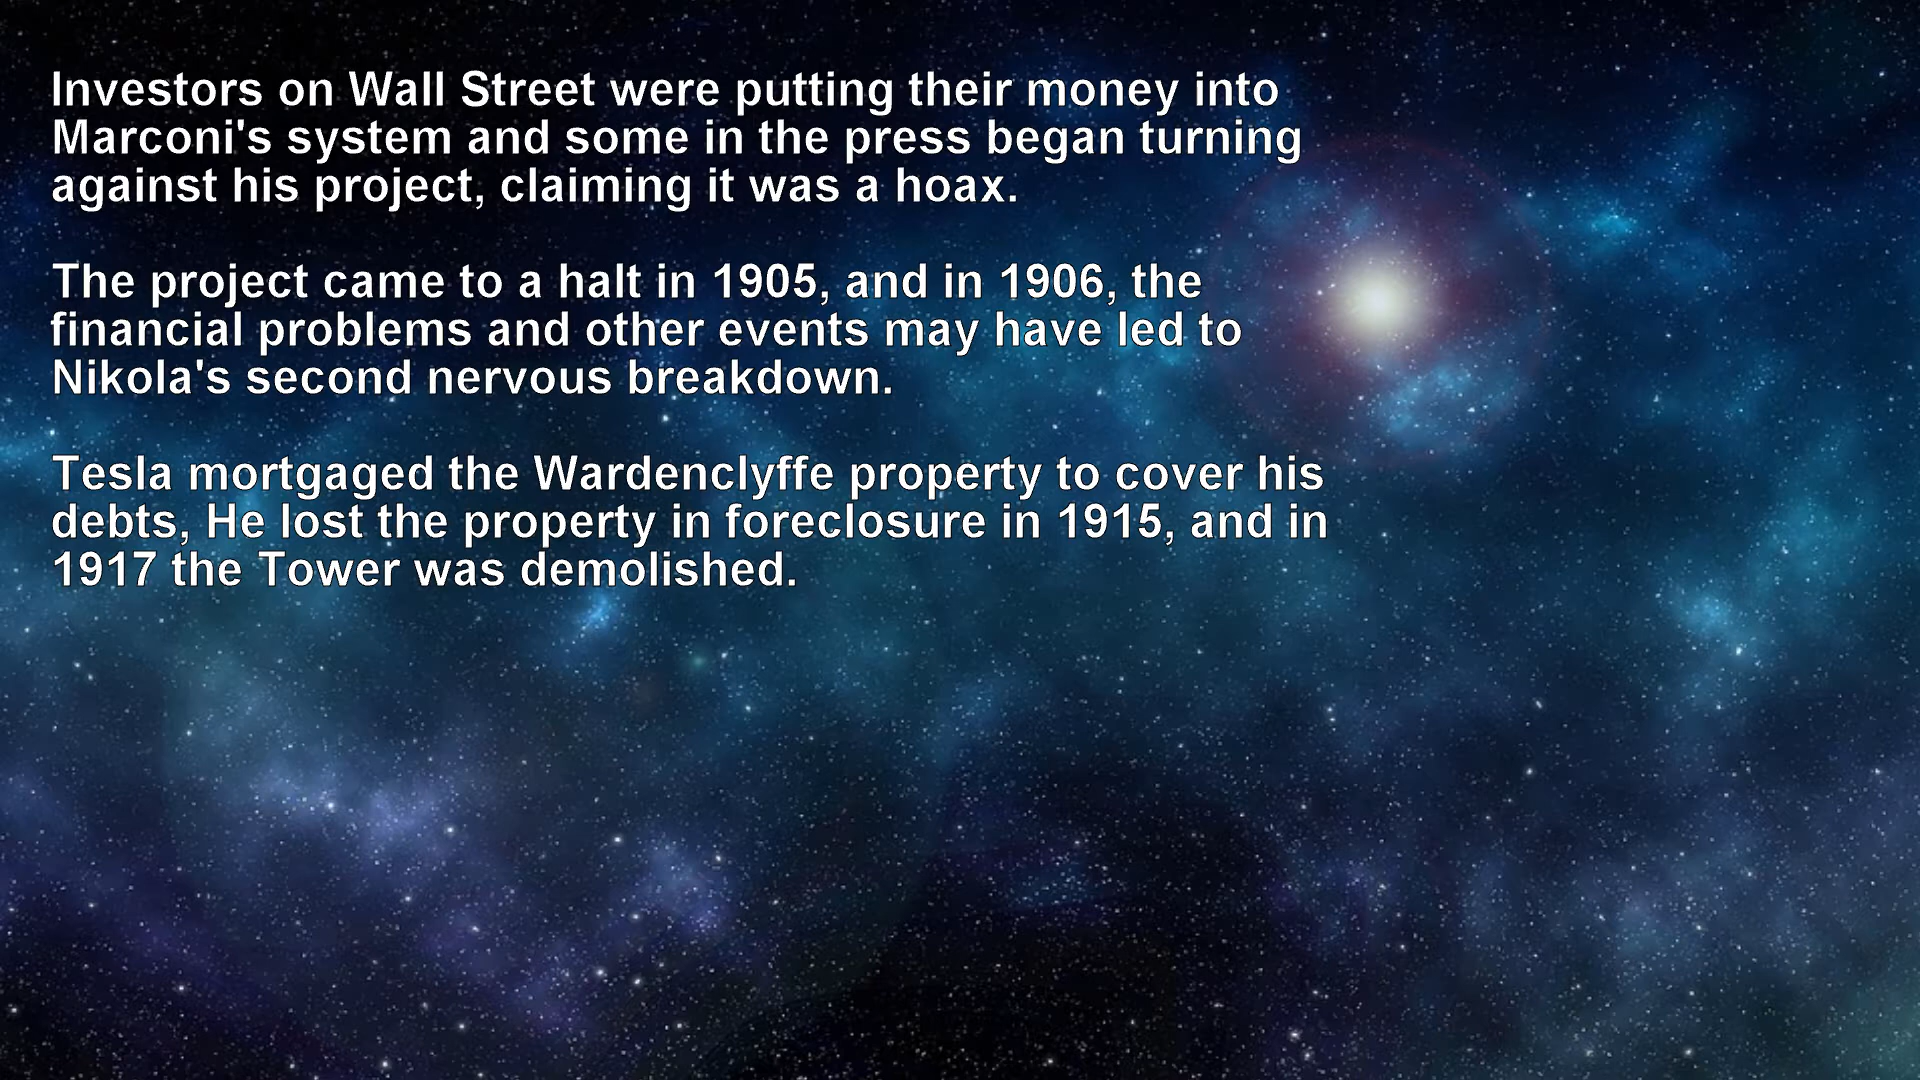 Investors on Wall Street were putting their money into
Marconi's system and some in the press began turning
against his project, claiming it was a hoax.
The project came to a halt in 1905, and in 1906, the
financial problems and other events may have led to
Nikola's second nervous breakdown.
Tesla mortgaged the Wardenclyffe property to cover his
debts, He lost the property in foreclosure in 1915, and in
1917 the Tower was demolished.